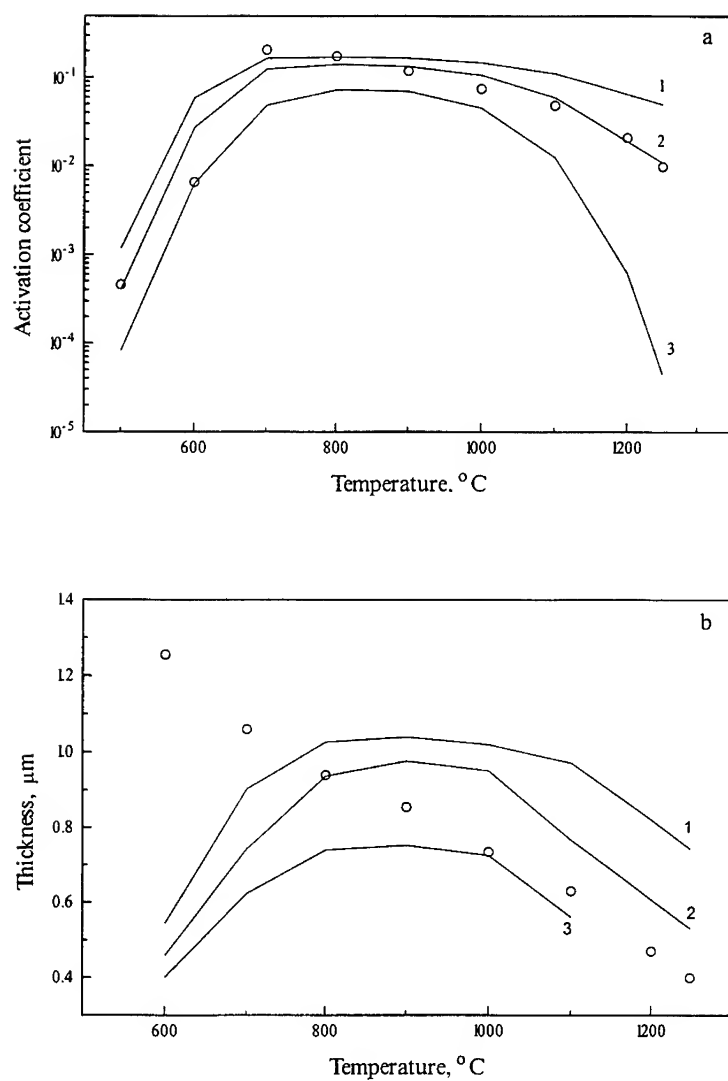 a
10⁻¹
10⁻²
10⁻³
10⁻⁴
10⁻⁵
Activation coefficient
1
2
3
600 800 1000 1200
Temperature. °C
b
1.4
1.2
1.0
0.8
0.6
0.4
Thickness, μm
1
2
3
600 800 1000 1200
Temperature, °C